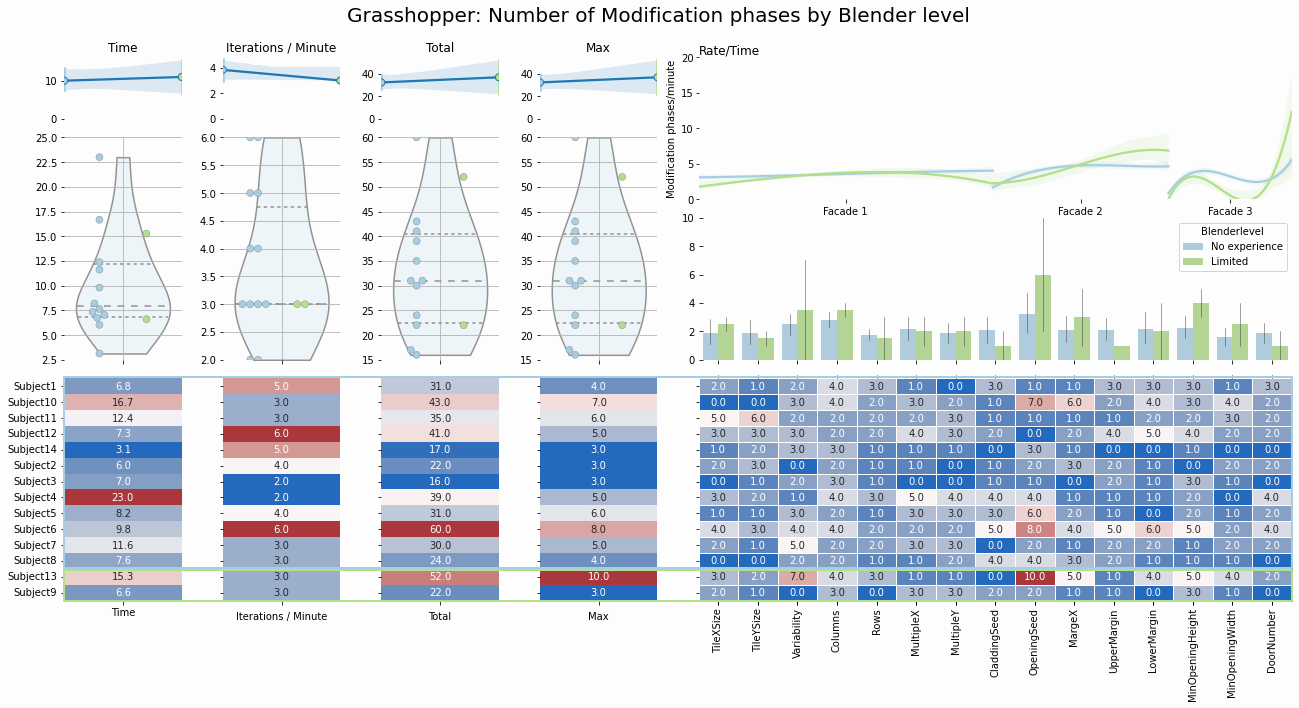 Grasshopper: Number of Modification phases by Blender level
Time
Iterations / Minute
Total
Max
Rate/Time
10
0
4
2
0
40
20
0
40
20
0
20
15
10
5
0
Modification phases/minute
Facade 1
Facade 2
Facade 3
25.0
22.5
20.0
17.5
15.0
12.5
10.0
7.5
5.0
2.5
6.0
5.5
5.0
4.5
4.0
3.5
3.0
2.5
2.0
60
55
50
45
40
35
30
25
20
15
60
55
50
45
40
35
30
25
20
15
10
8
6
4
2
0
Blenderlevel
No experience
Limited
Subject1 6.8 5.0 31.0 4.0 2.0 1.0 2.0 4.0 3.0 1.0 0.0 3.0 1.0 1.0 3.0 3.0 3.0 1.0 3.0
Subject10 16.7 3.0 43.0 7.0 0.0 0.0 3.0 4.0 2.0 3.0 2.0 1.0 7.0 6.0 2.0 4.0 3.0 4.0 2.0
Subject11 12.4 3.0 35.0 6.0 5.0 6.0 2.0 2.0 2.0 2.0 3.0 1.0 1.0 1.0 1.0 2.0 2.0 3.0 2.0
Subject12 7.3 6.0 41.0 5.0 3.0 3.0 3.0 2.0 2.0 4.0 3.0 2.0 0.0 2.0 4.0 5.0 4.0 2.0 2.0
Subject14 3.1 5.0 17.0 3.0 1.0 2.0 3.0 3.0 1.0 1.0 1.0 0.0 3.0 1.0 0.0 0.0 1.0 0.0 0.0
Subject2 6.0 4.0 22.0 3.0 2.0 3.0 0.0 2.0 1.0 1.0 0.0 1.0 2.0 3.0 2.0 1.0 0.0 2.0 2.0
Subject3 7.0 2.0 16.0 3.0 1.0 1.0 2.0 3.0 1.0 0.0 0.0 1.0 0.0 2.0 1.0 2.0 3.0 1.0 0.0
Subject4 23.0 2.0 39.0 5.0 3.0 2.0 1.0 4.0 3.0 5.0 4.0 4.0 4.0 1.0 1.0 1.0 2.0 0.0 4.0
Subject5 8.2 4.0 31.0 6.0 1.0 1.0 3.0 2.0 1.0 3.0 3.0 3.0 6.0 2.0 1.0 0.0 2.0 1.0 1.0
Subject6 9.8 6.0 60.0 8.0 4.0 3.0 4.0 4.0 2.0 2.0 2.0 5.0 8.0 4.0 5.0 6.0 5.0 2.0 4.0
Subject7 11.6 3.0 30.0 5.0 2.0 1.0 5.0 2.0 1.0 3.0 3.0 0.0 2.0 1.0 2.0 1.0 1.0 2.0 2.0
Subject8 7.6 3.0 24.0 4.0 0.0 0.0 2.0 2.0 2.0 1.0 1.0 4.0 4.0 3.0 2.0 1.0 1.0 1.0 0.0
Subject13 15.3 3.0 52.0 10.0 3.0 2.0 7.0 4.0 3.0 1.0 1.0 0.0 10.0 5.0 1.0 4.0 5.0 4.0 2.0
Subject9 6.6 3.0 22.0 3.0 2.0 1.0 0.0 3.0 0.0 3.0 3.0 2.0 2.0 1.0 1.0 0.0 3.0 1.0 0.0
Time
Iterations / Minute
Total
Max
TileXSize
TileYSize
Variability
Columns
Rows
MultipleX
MultipleY
CladdingSeed
OpeningSeed
MargeX
UpperMargin
LowerMargin
MinOpeningHeight
MinOpeningWidth
DoorNumber